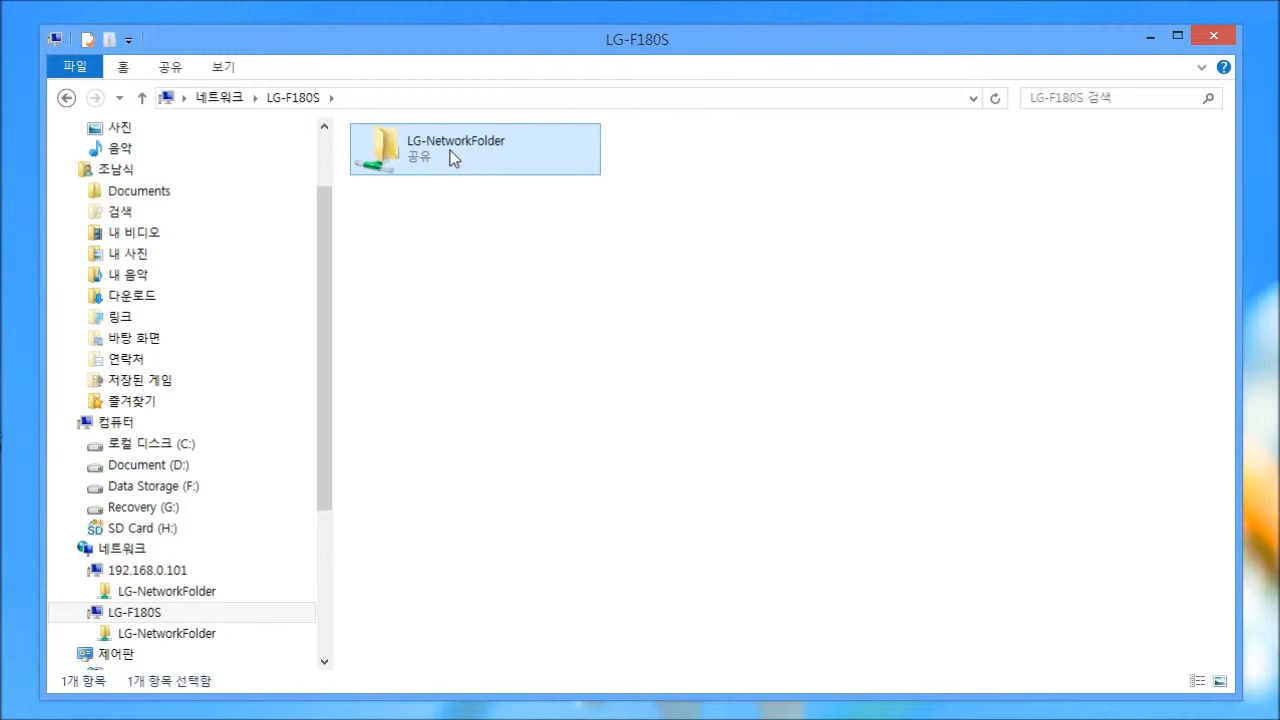 LG-F180S
파일
홈
공유
보기
네트워크
LG-F180S
LG-F180S 검색
사진
음악
조남식
Documents
검색
내 비디오
내 사진
내 음악
다운로드
링크
바탕 화면
연락처
저장된 게임
즐겨찾기
컴퓨터
로컬 디스크 (C:)
Document (D:)
Data Storage (F:)
Recovery (G:)
SD Card (H:)
네트워크
192.168.0.101
LG-NetworkFolder
LG-F180S
LG-NetworkFolder
제어판
LG-NetworkFolder
공유
1개 항목
1개 항목 선택함